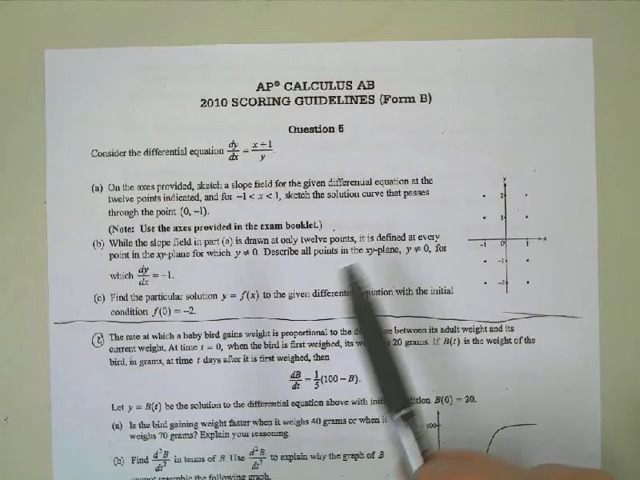 AP® CALCULUS AB
2010 SCORING GUIDELINES (Form B)
Question 5
Consider the differential equation dy/dx = (x+1)/y.
(a) On the axes provided, sketch a slope field for the given differential equation at the
twelve points indicated, and for −1 < x < 1, sketch the solution curve that passes
through the point (0, −1).
(Note: Use the axes provided in the exam booklet.)
(b) While the slope field in part (a) is drawn at only twelve points, it is defined at every
point in the xy-plane for which y ≠ 0. Describe all points in the xy-plane, y ≠ 0, for
which dy/dx = −1.
(c) Find the particular solution y = f(x) to the given differential equation with the initial
condition f(0) = −2.
y
2
1
-1 0 1 x
-1
-2
The rate at which a baby bird gains weight is proportional to the between its adult weight and its
current weight. At time t = 0, when the bird is first weighed, its 20 grams. If B(t) is the weight of the
bird, in grams, at time t days after it is first weighed, then
dB/dt = 1/5(100 − B).
Let y = B(t) be the solution to the differential equation above with B(0) = 20.
(a) Is the bird gaining weight faster when it weighs 40 grams or when it
weighs 70 grams? Explain your reasoning.
100
(b) Find d²B/dt² in terms of B. Use d²B/dt² to explain why the graph of B
cannot resemble the following graph.